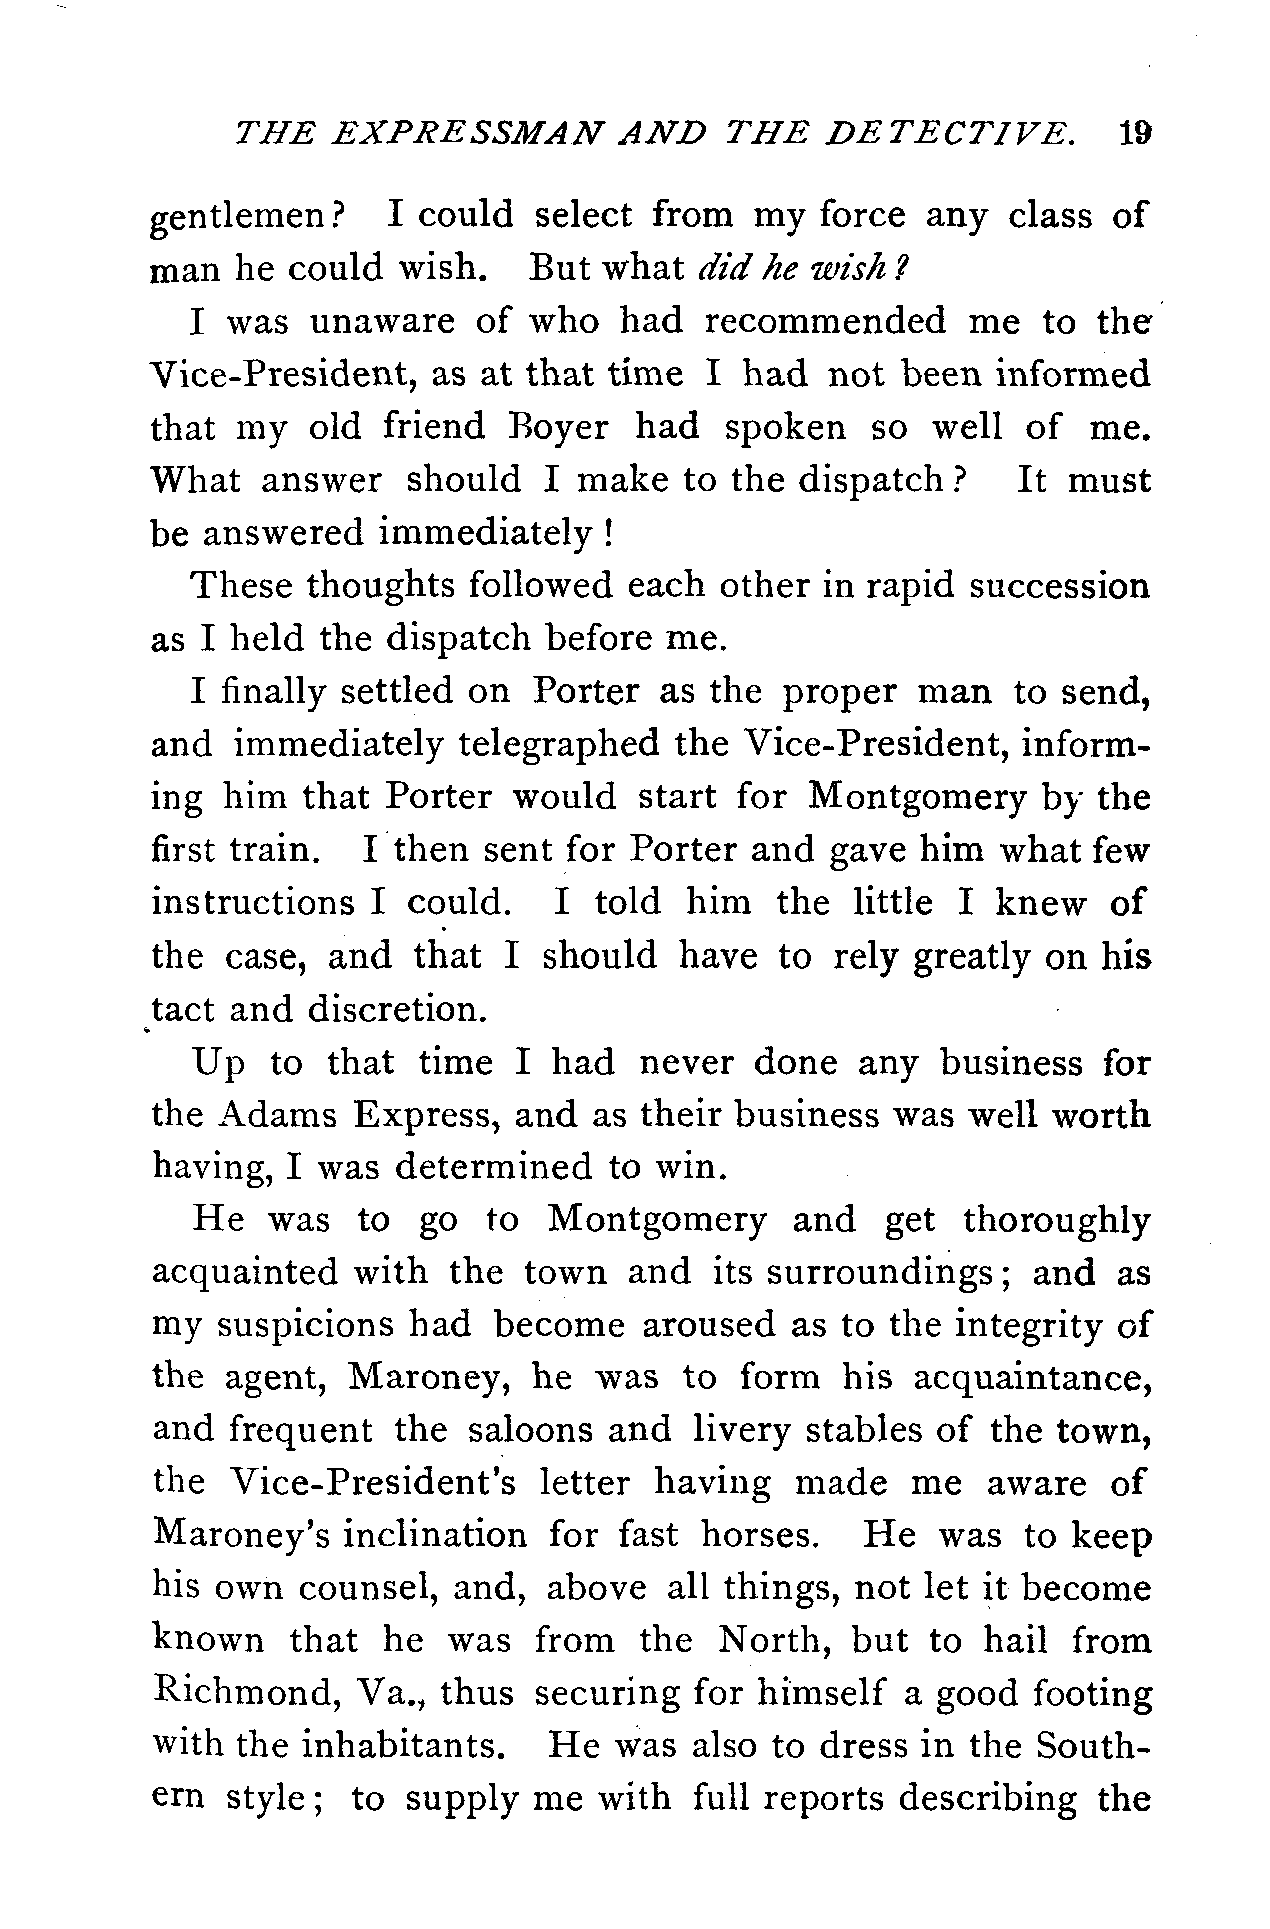 THE EXPRESSMAN AND THE DETECTIVE. 19
gentlemen? I could select from my force any class of
man he could wish. But what did he wish?
I was unaware of who had recommended me to the
Vice-President, as at that time I had not been informed
that my old friend Boyer had spoken so well of me.
What answer should I make to the dispatch? It must
be answered immediately!
These thoughts followed each other in rapid succession
as I held the dispatch before me.
I finally settled on Porter as the proper man to send,
and immediately telegraphed the Vice-President, inform-
ing him that Porter would start for Montgomery by the
first train. I then sent for Porter and gave him what few
instructions I could. I told him the little I knew of
the case, and that I should have to rely greatly on his
tact and discretion.
Up to that time I had never done any business for
the Adams Express, and as their business was well worth
having, I was determined to win.
He was to go to Montgomery and get thoroughly
acquainted with the town and its surroundings; and as
my suspicions had become aroused as to the integrity of
the agent, Maroney, he was to form his acquaintance,
and frequent the saloons and livery stables of the town,
the Vice-President's letter having made me aware of
Maroney's inclination for fast horses. He was to keep
his own counsel, and, above all things, not let it become
known that he was from the North, but to hail from
Richmond, Va., thus securing for himself a good footing
with the inhabitants. He was also to dress in the South-
ern style; to supply me with full reports describing the